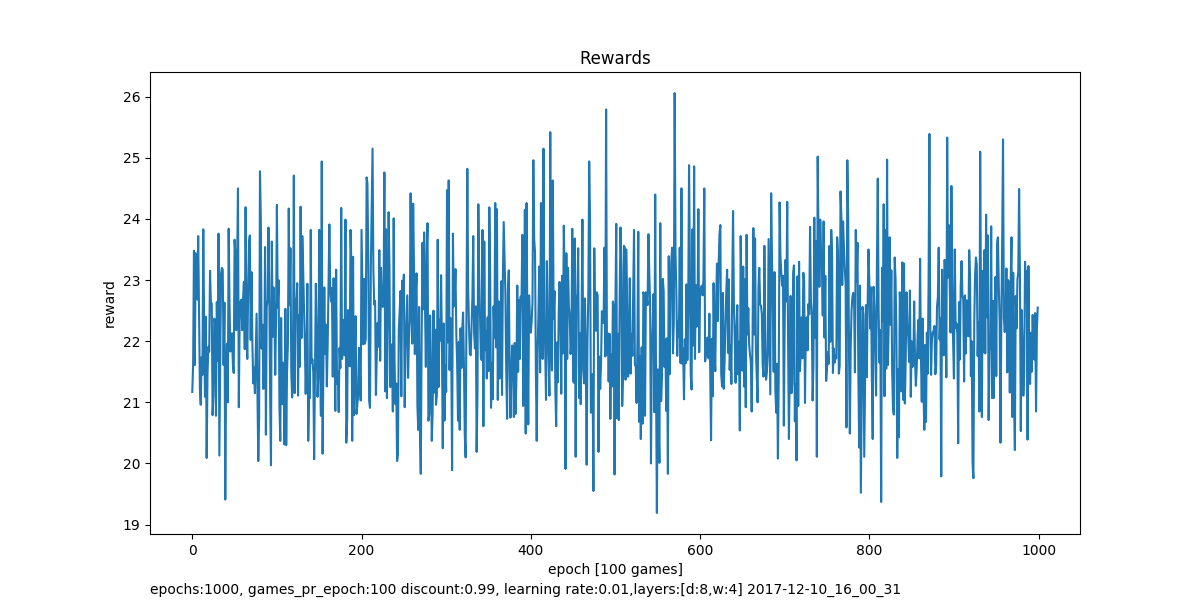 Rewards
26
25
24
23
22
21
20
19
reward
0 200 400 600 800 1000
epoch [100 games]
epochs:1000, games_pr_epoch:100 discount:0.99, learning rate:0.01,layers:[d:8,w:4] 2017-12-10_16_00_31